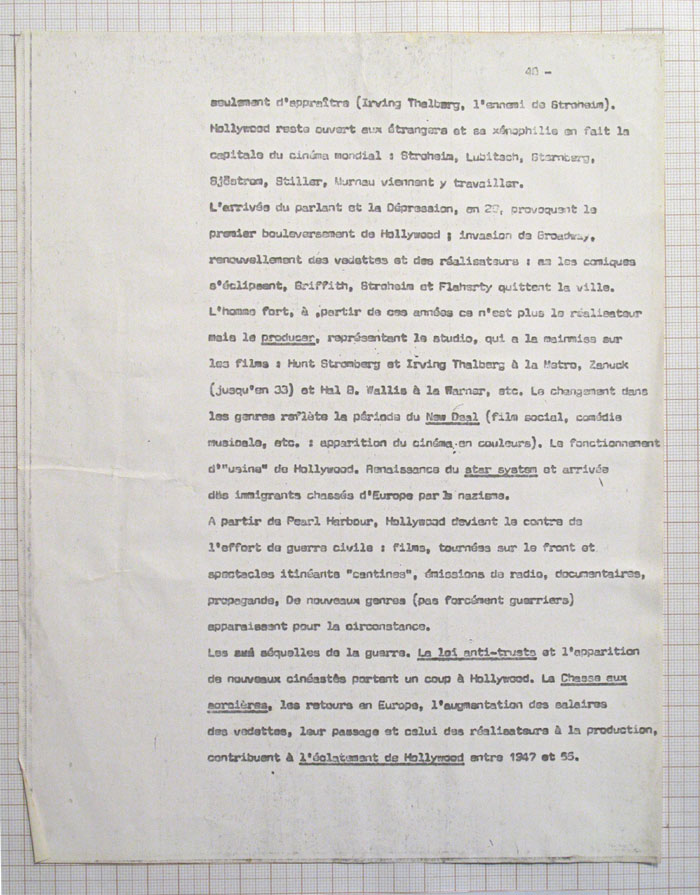 40 -
seulement d'appraître (Irving Thalberg, l'ennemi de Stroheim).
Hollywood reste ouvert aux étrangers et sa xénophilie en fait la
capitale du cinéma mondial : Stroheim, Lubitsch, Sternberg,
Sjöstrom, Stiller, Murnau viennent y travailler.
L'arrivée du parlant et la Dépression, en 29, provoquent le
premier bouleversement de Hollywood ; invasion de Broadway,
renouvellement des vedettes et des réalisateurs : as les comiques
s'éclipsent, Griffith, Stroheim et Flaherty quittent la ville.
L'homme fort, à partir de ces années ce n'est plus le réalisateur
mais le producer, représentant le studio, qui a la mainmise sur
les films : Hunt Stromberg et Irving Thalberg à la Metro, Zanuck
(jusqu'en 33) et Hal B. Wallis à la Warner, etc. Le changement dans
les genres reflète la période du New Deal (film social, comédie
musicale, etc. : apparition du cinéma en couleurs). Le fonctionnement
d'"usine" de Hollywood. Renaissance du star system et arrivée
des immigrants chassés d'Europe par le nazisme.
A partir de Pearl Harbour, Hollywood devient le centre de
l'effort de guerre civile : films, tournées sur le front et
spectacles itinéants "cantines", émissions de radio, documentaires,
propagande, De nouveaux genres (pas forcément guerriers)
apparaissent pour la circonstance.
Les séquelles de la guerre. La loi anti-trusts et l'apparition
de nouveaux cinéastes portent un coup à Hollywood. La Chasse aux
sorcières, les retours en Europe, l'augmentation des salaires
des vedettes, leur passage et celui des réalisateurs à la production,
contribuent à l'éclatement de Hollywood entre 1947 et 55.